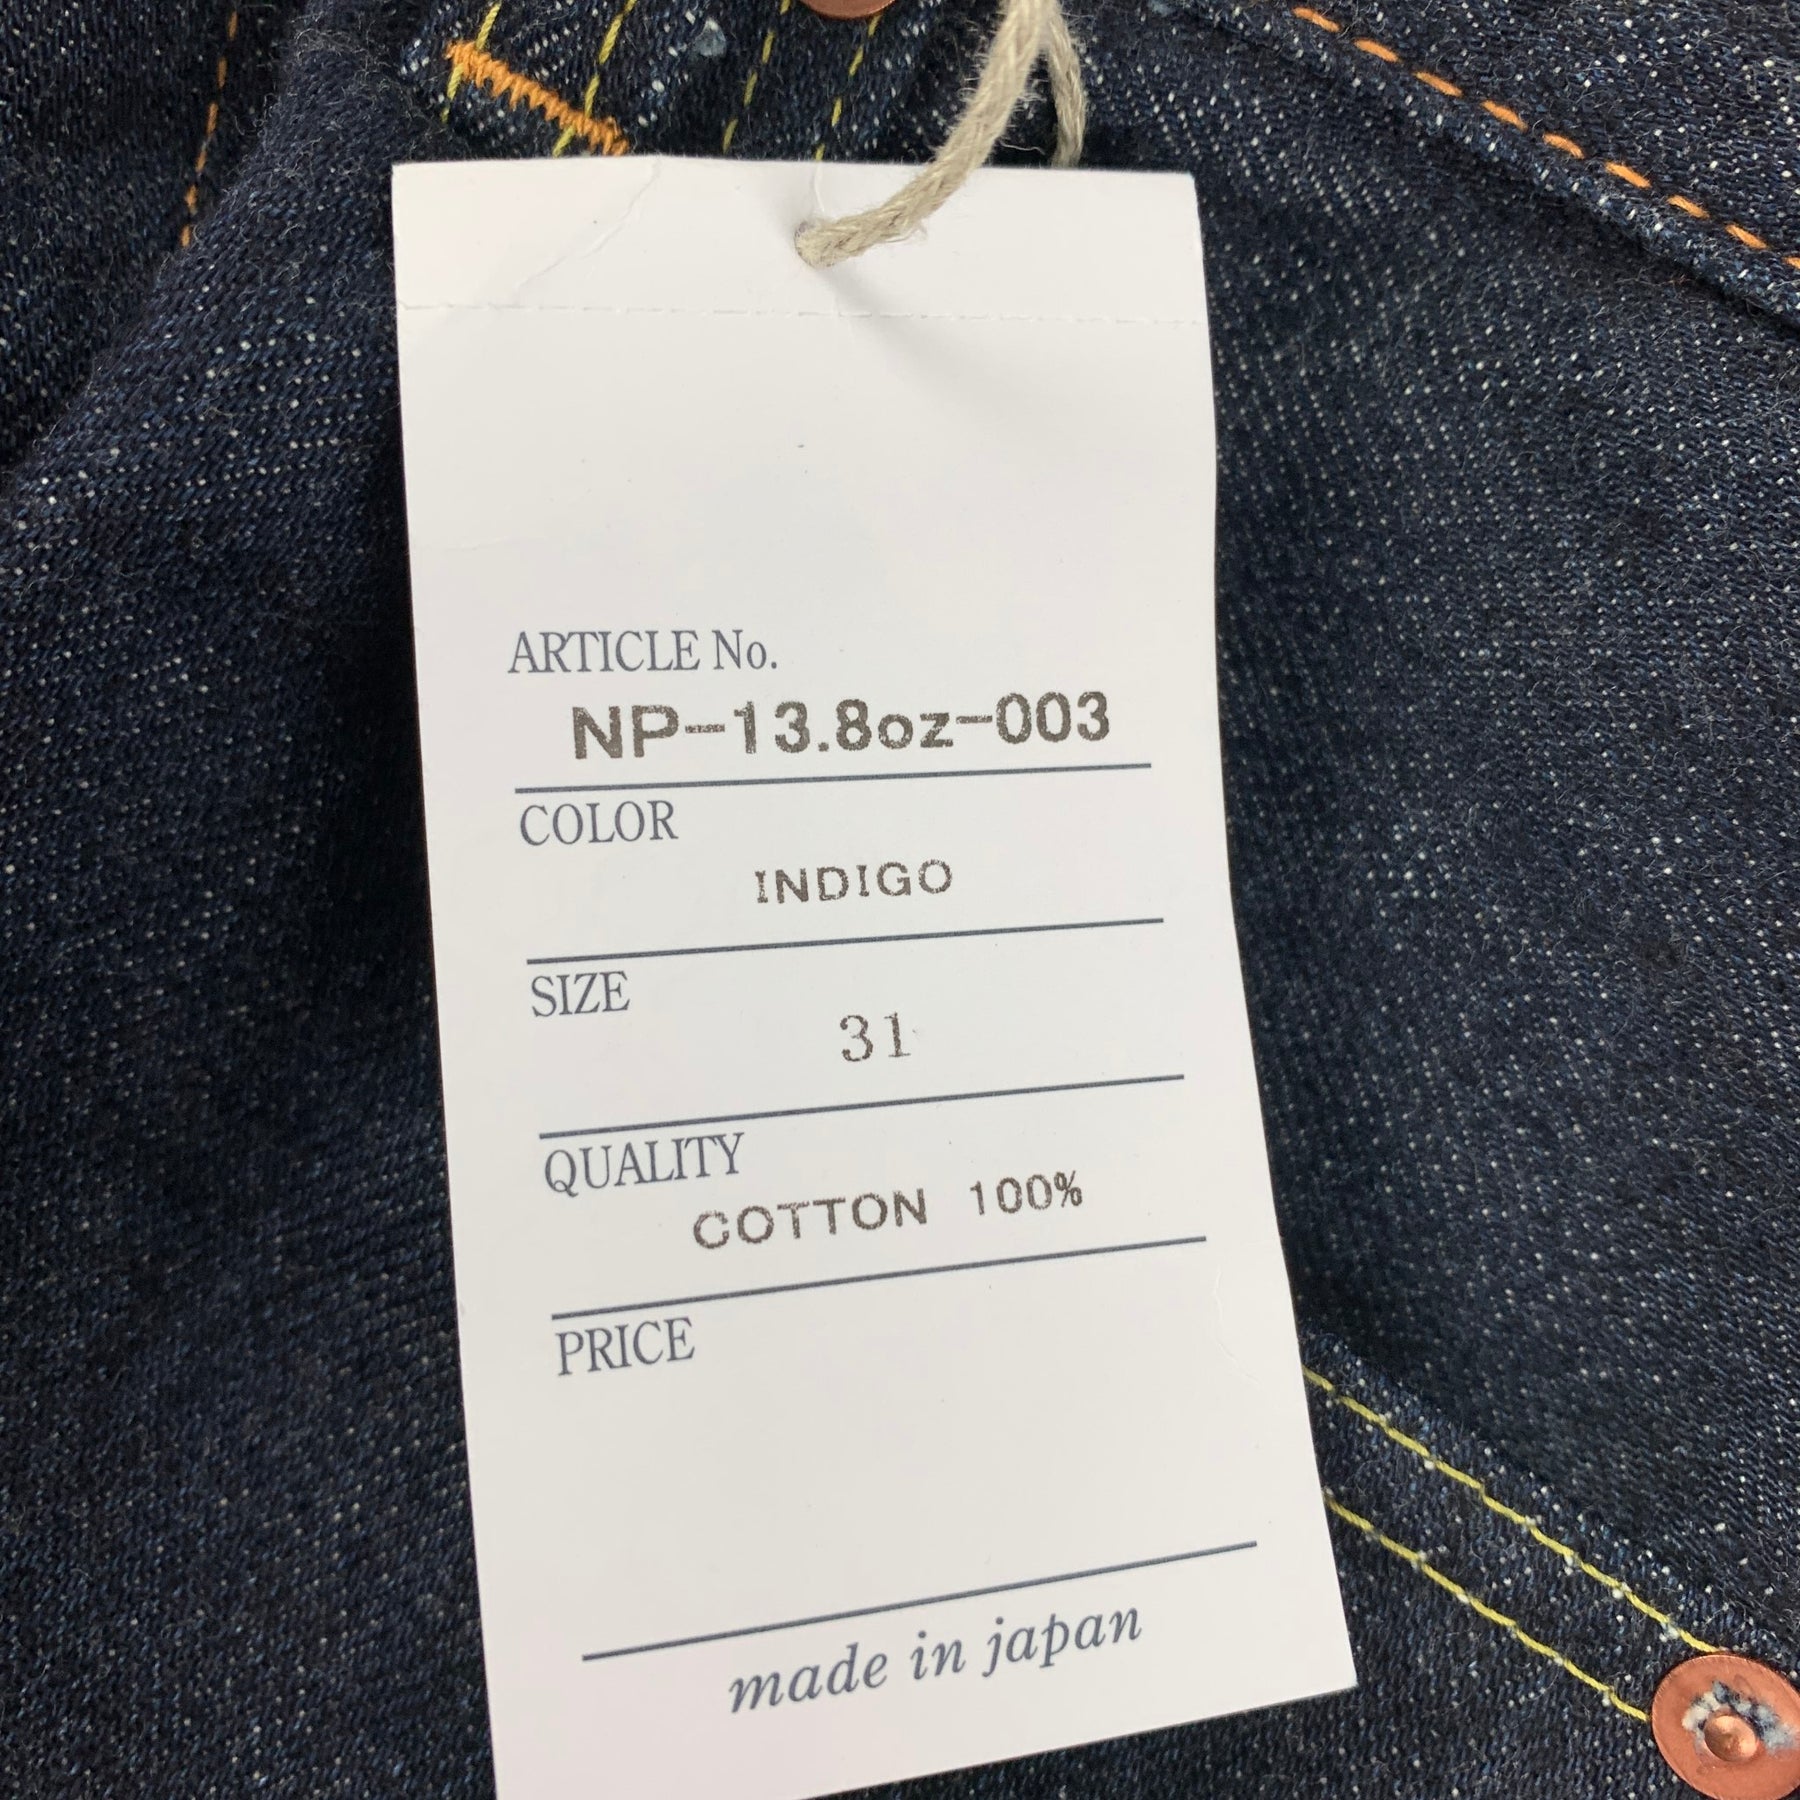 ARTICLE No.
NP-13.8oz-003
COLOR
INDIGO
SIZE
31
QUALITY
COTTON 100%
PRICE
made in japan